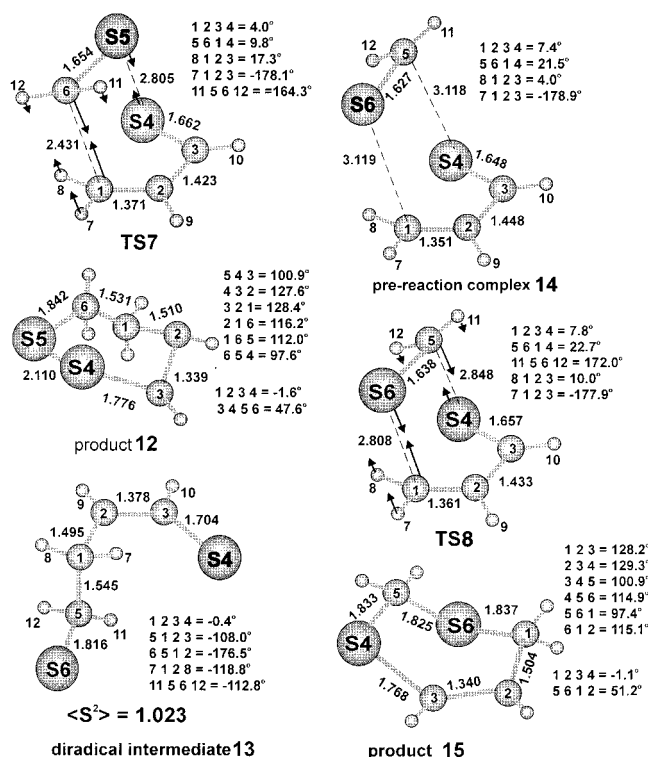 S5
1.654
12
6
11
2.805
S4
1.662
2.431
3
10
8
1
2
1.423
7
1.371
9
TS7
1 2 3 4 = 4.0°
5 6 1 4 = 9.8°
8 1 2 3 = 17.3°
7 1 2 3 = -178.1°
11 5 6 12 = =164.3°
11
12
5
S6
1.627
3.118
3.119
S4
1.648
3
10
8
1
2
1.448
7
1.351
9
pre-reaction complex 14
1 2 3 4 = 7.4°
5 6 1 4 = 21.5°
8 1 2 3 = 4.0°
7 1 2 3 = -178.9°
1.842
6
1.531
1
1.510
2
S5
S4
2.110
1.776
3
1.339
product 12
5 4 3 = 100.9°
4 3 2 = 127.6°
3 2 1= 128.4°
2 1 6 = 116.2°
1 6 5 = 112.0°
6 5 4 = 97.6°
1 2 3 4 = -1.6°
3 4 5 6 = 47.6°
11
12
5
1.638
S6
2.848
S4
1.657
2.808
3
10
8
1
2
1.433
7
1.361
9
TS8
1 2 3 4 = 7.8°
5 6 1 4 = 22.7°
11 5 6 12 = 172.0°
8 1 2 3 = 10.0°
7 1 2 3 = -177.9°
9
1.378
10
2
3
1.495
1.704
8
1
7
S4
1.545
12
5
11
1.816
S6
1 2 3 4 = -0.4°
5 1 2 3 = -108.0°
6 5 1 2 = -176.5°
7 1 2 8 = -118.8°
11 5 6 12 = -112.8°
<S²> = 1.023
diradical intermediate 13
5
1.833
1.825
S6
1.837
1
S4
1.504
1.768
3
1.340
2
product 15
1 2 3 = 128.2°
2 3 4 = 129.3°
3 4 5 = 100.9°
4 5 6 = 114.9°
5 6 1 = 97.4°
6 1 2 = 115.1°
1 2 3 4 = -1.1°
5 6 1 2 = 51.2°